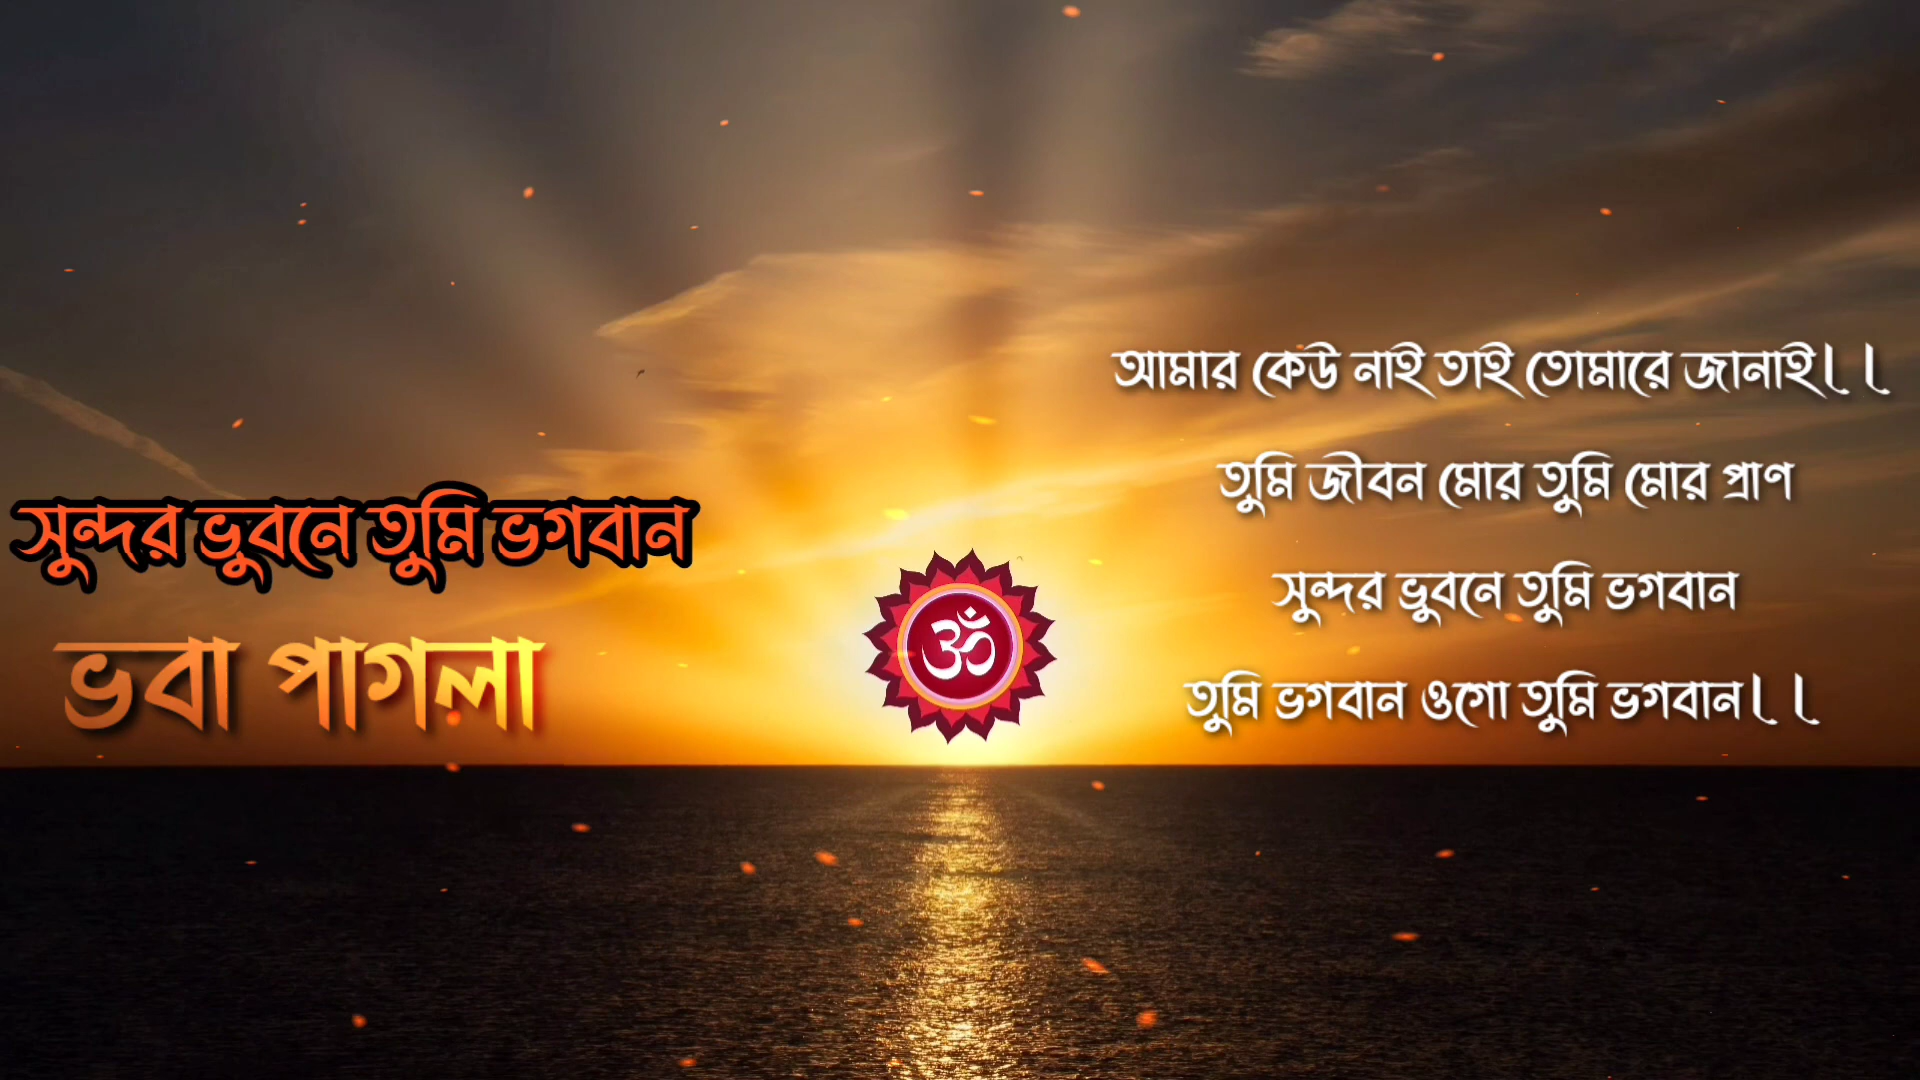 সুন্দর ভুবনে তুমি ভগবান
ভবা পাগলা
ॐ
আমার কেউ নাই তাই তোমারে জানাই।।
তুমি জীবন মোর তুমি মোর প্রাণ
সুন্দর ভুবনে তুমি ভগবান
তুমি ভগবান ওগো তুমি ভগবান।।